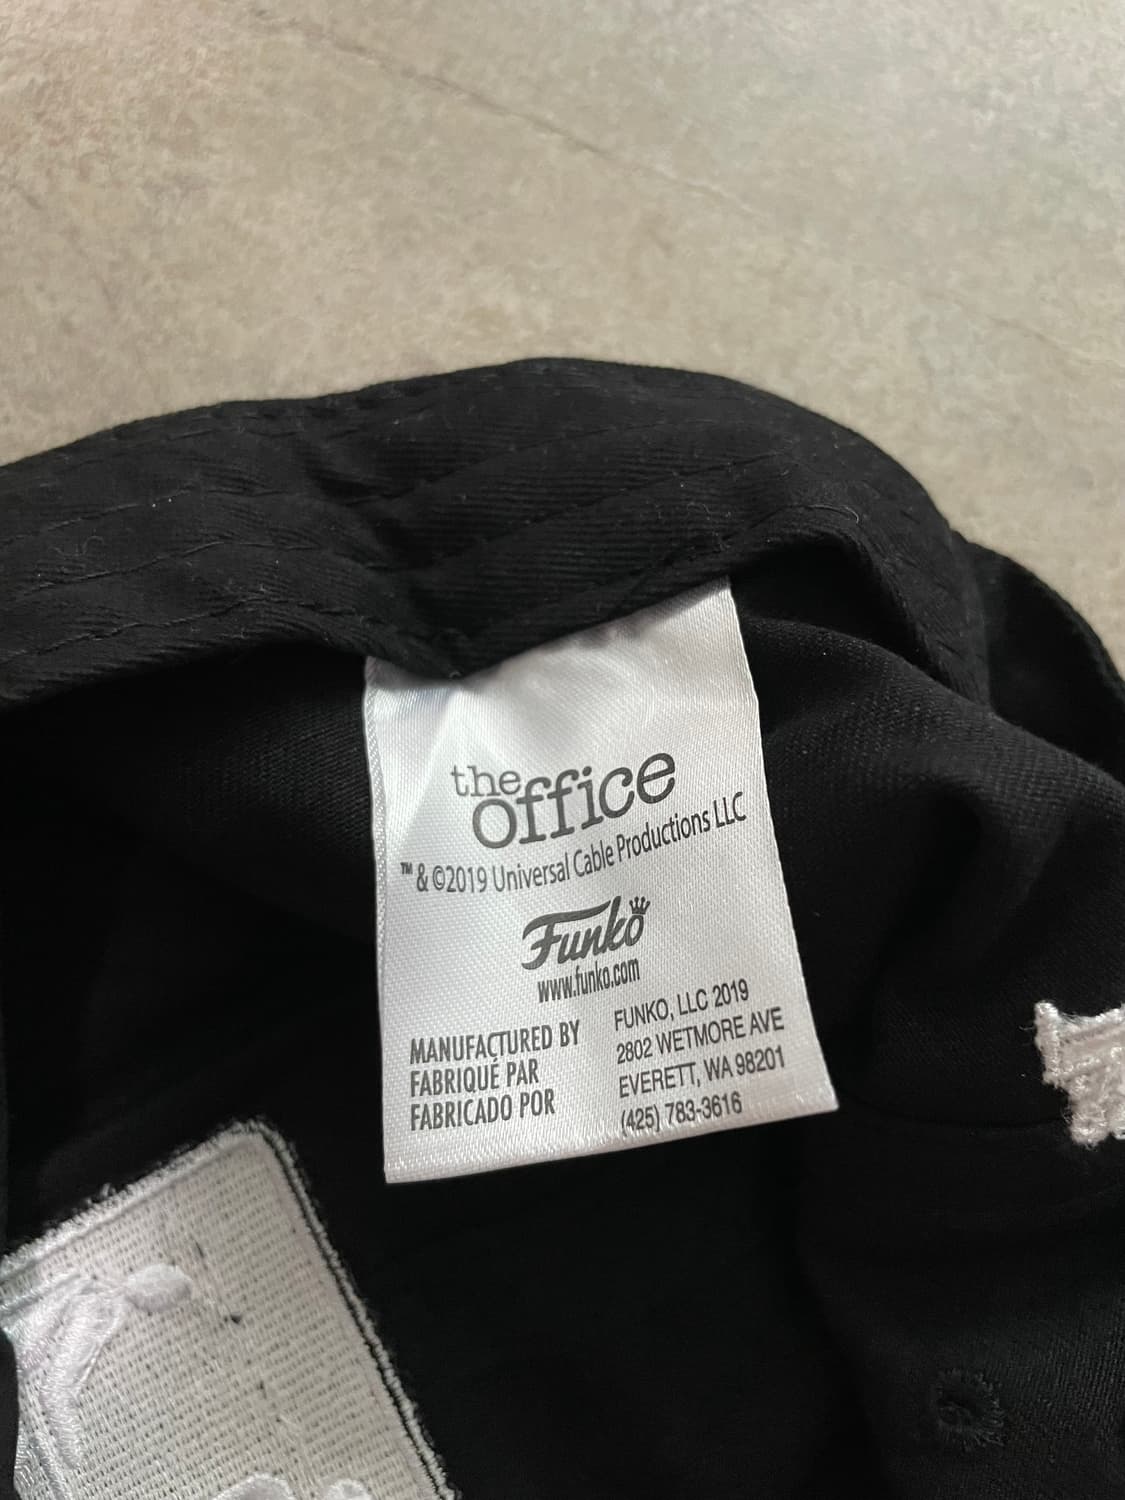 the
office
™ & ©2019 Universal Cable Productions LLC
Funko
www.funko.com
MANUFACTURED BY
FABRIQUÉ PAR
FABRICADO POR
FUNKO, LLC 2019
2802 WETMORE AVE
EVERETT, WA 98201
(425) 783-3616